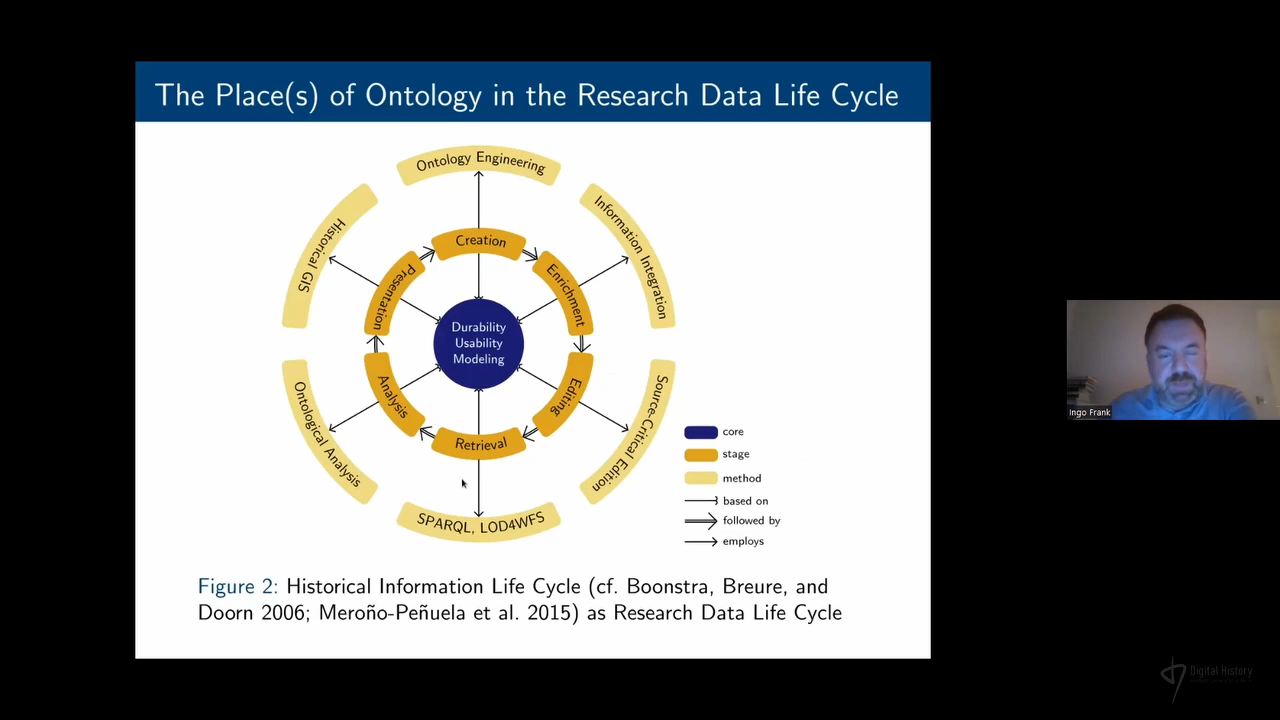 The Place(s) of Ontology in the Research Data Life Cycle
Ontology Engineering
Historical GIS
Information Integration
Creation
Presentation
Enrichment
Durability
Usability
Modeling
Analysis
Editing
Retrieval
Ontological Analysis
Source-Critical Edition
SPARQL, LOD4WFS
core
stage
method
based on
followed by
employs
Figure 2: Historical Information Life Cycle (cf. Boonstra, Breure, and
Doorn 2006; Meroño-Peñuela et al. 2015) as Research Data Life Cycle
Ingo Frank
Digital History